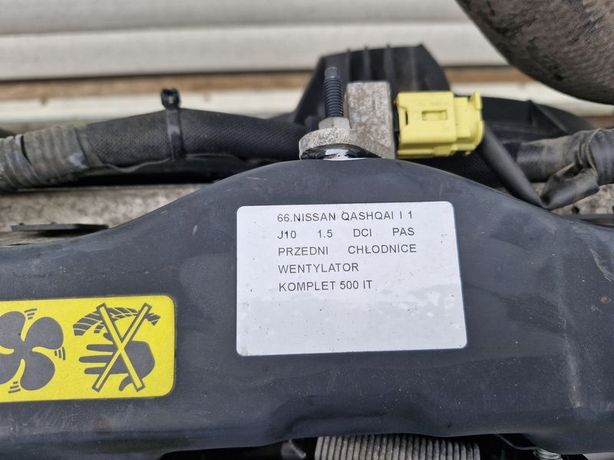 66.NISSAN QASHQAI I 1
J10 1.5 DCI PAS
PRZEDNI CHŁODNICE
WENTYLATOR
KOMPLET 500 IT